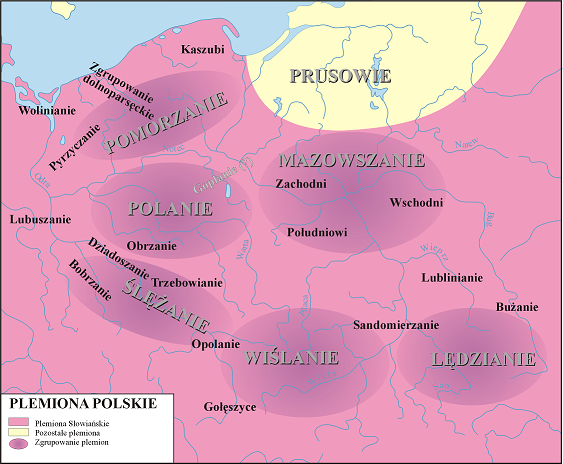 Kaszubi
PRUSOWIE
Zgrupowanie
dolnoparsęckie
POMORZANIE
Wolinianie
Pyrzyczanie
Noteć
Narew
Goplanie (?)
MAZOWSZANIE
Zachodni
Wschodni
Odra
POLANIE
Lubuszanie
Południowi
Bug
Obrzanie
Warta
Wieprz
Dziadoszanie
Bobrzanie
Trzebowianie
ŚLĘŻANIE
Lublinianie
Bużanie
Sandomierzanie
Opolanie
WIŚLANIE
LĘDZIANIE
Gołęszyce
PLEMIONA POLSKIE
Plemiona Słowiańskie
Pozostałe plemiona
Zgrupowanie plemion